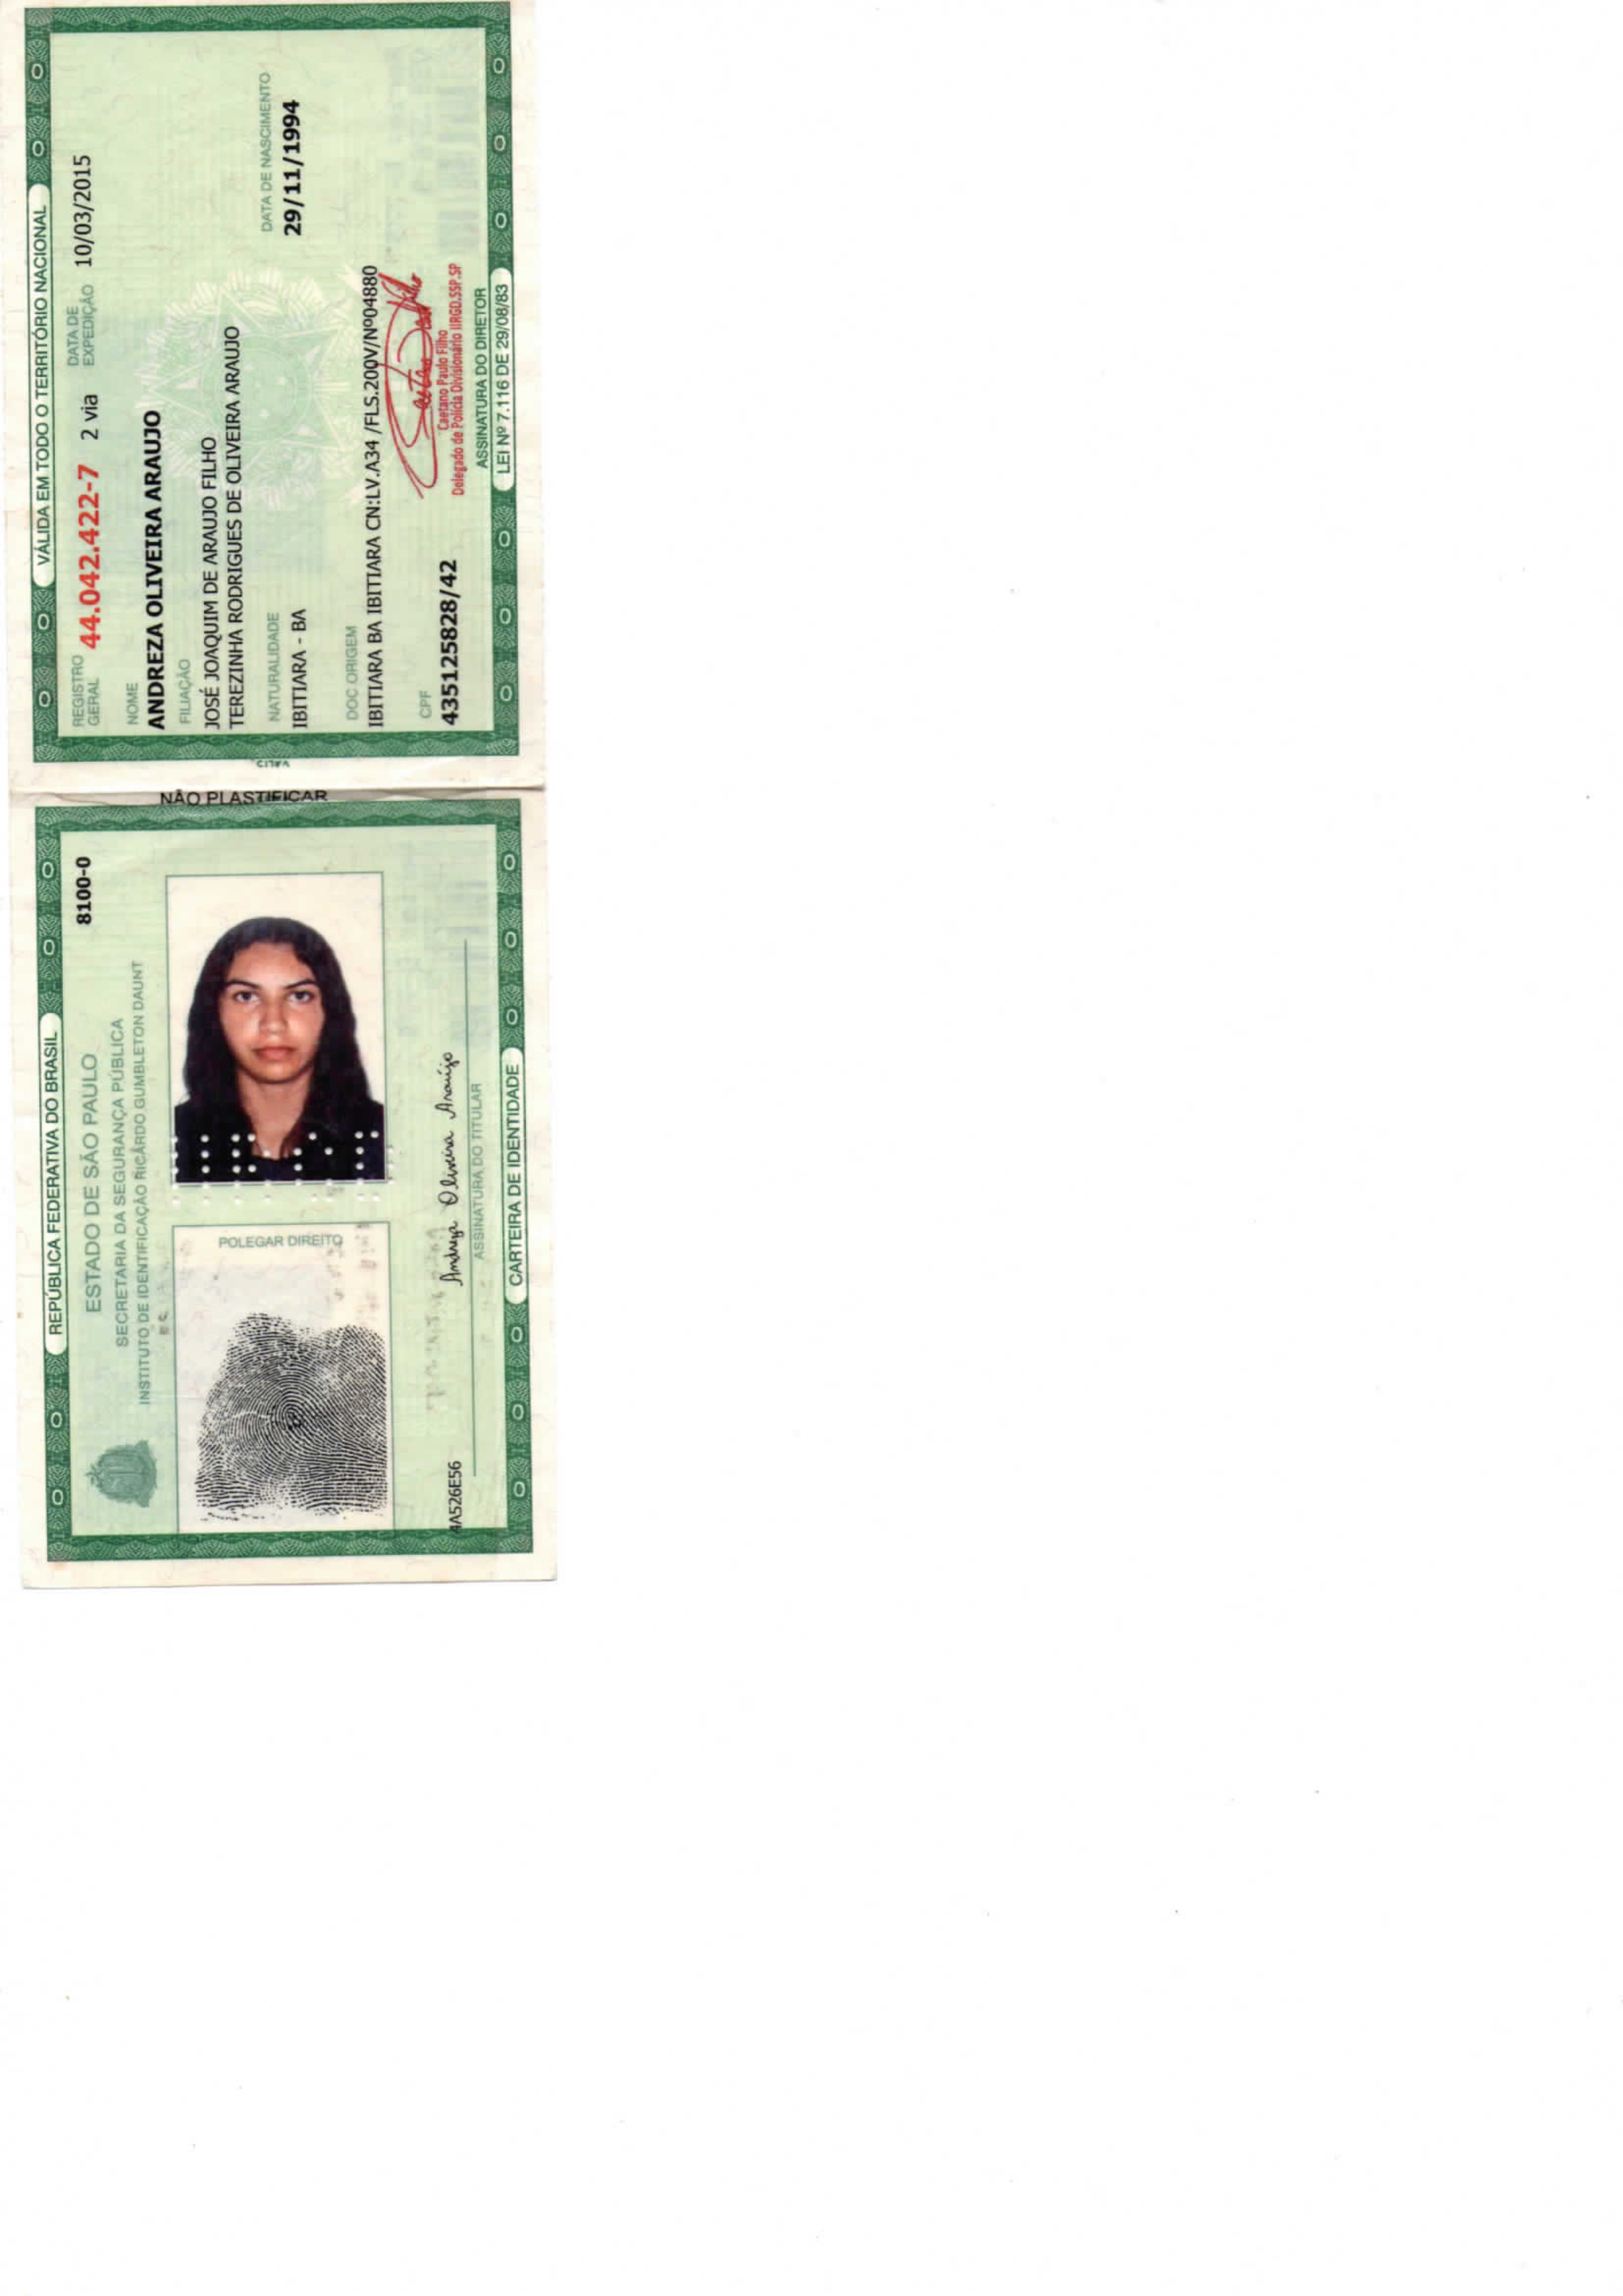 VÁLIDA EM TODO O TERRITÓRIO NACIONAL
REGISTRO GERAL 44.042.422-7 2 via DATA DE EXPEDIÇÃO 10/03/2015
NOME
ANDREZA OLIVEIRA ARAUJO
FILIAÇÃO
JOSÉ JOAQUIM DE ARAUJO FILHO
TEREZINHA RODRIGUES DE OLIVEIRA ARAUJO
NATURALIDADE DATA DE NASCIMENTO
IBITIARA - BA 29/11/1994
DOC ORIGEM
IBITIARA BA IBITIARA CN:LV.A34 /FLS.200V/Nº04880
CPF
435125828/42
Caetano Paulo Filho
Delegado de Polícia Divisionário IIRGD.SSP.SP
ASSINATURA DO DIRETOR
LEI Nº 7.116 DE 29/08/83
NÃO PLASTIFICAR
REPÚBLICA FEDERATIVA DO BRASIL
8100-0
ESTADO DE SÃO PAULO
SECRETARIA DA SEGURANÇA PÚBLICA
INSTITUTO DE IDENTIFICAÇÃO RICARDO GUMBLETON DAUNT
POLEGAR DIREITO
4A526E56
Andreza Oliveira Araújo
ASSINATURA DO TITULAR
CARTEIRA DE IDENTIDADE